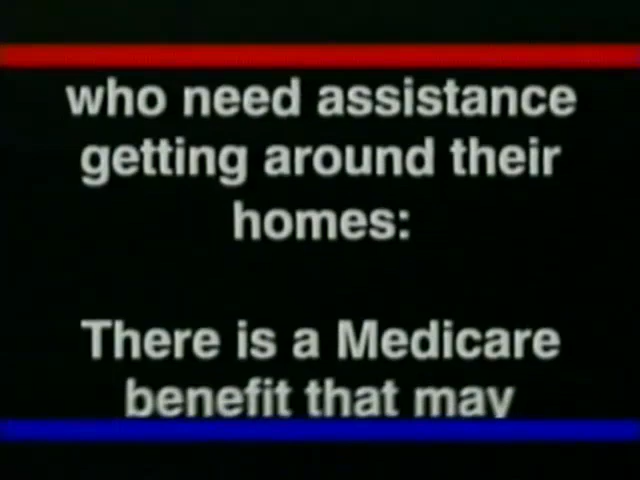 who need assistance
getting around their
homes:
There is a Medicare
benefit that may